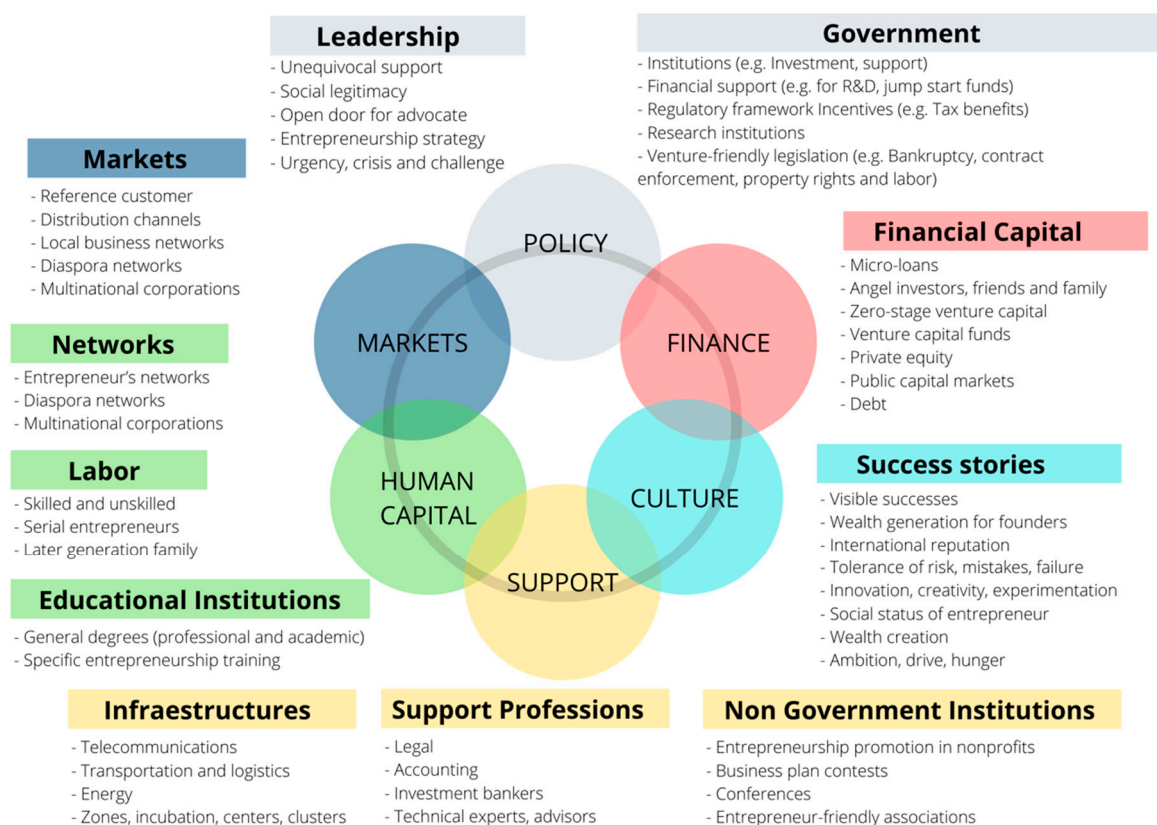 Leadership
- Unequivocal support
- Social legitimacy
- Open door for advocate
- Entrepreneurship strategy
- Urgency, crisis and challenge
Government
- Institutions (e.g. Investment, support)
- Financial support (e.g. for R&D, jump start funds)
- Regulatory framework Incentives (e.g. Tax benefits)
- Research institutions
- Venture-friendly legislation (e.g. Bankruptcy, contract
enforcement, property rights and labor)
Markets
- Reference customer
- Distribution channels
- Local business networks
- Diaspora networks
- Multinational corporations
Financial Capital
- Micro-loans
- Angel investors, friends and family
- Zero-stage venture capital
- Venture capital funds
- Private equity
- Public capital markets
- Debt
POLICY
MARKETS
FINANCE
HUMAN
CAPITAL
CULTURE
SUPPORT
Networks
- Entrepreneur's networks
- Diaspora networks
- Multinational corporations
Labor
- Skilled and unskilled
- Serial entrepreneurs
- Later generation family
Success stories
- Visible successes
- Wealth generation for founders
- International reputation
- Tolerance of risk, mistakes, failure
- Innovation, creativity, experimentation
- Social status of entrepreneur
- Wealth creation
- Ambition, drive, hunger
Educational Institutions
- General degrees (professional and academic)
- Specific entrepreneurship training
Infraestructures
- Telecommunications
- Transportation and logistics
- Energy
- Zones, incubation, centers, clusters
Support Professions
- Legal
- Accounting
- Investment bankers
- Technical experts, advisors
Non Government Institutions
- Entrepreneurship promotion in nonprofits
- Business plan contests
- Conferences
- Entrepreneur-friendly associations